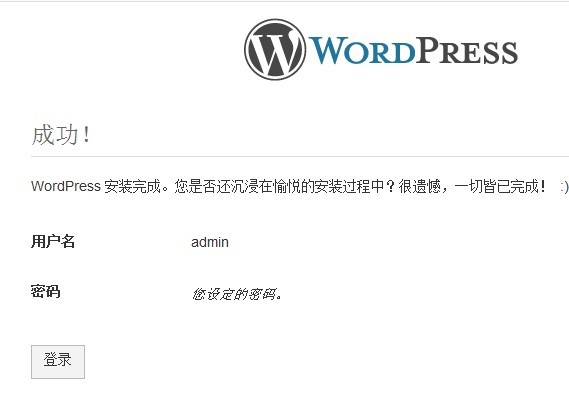 WORDPRESS
成功！
WordPress 安装完成。您是否还沉浸在愉悦的安装过程中？很遗憾，一切皆已完成！ :)
用户名 admin
密码 您设定的密码。
登录